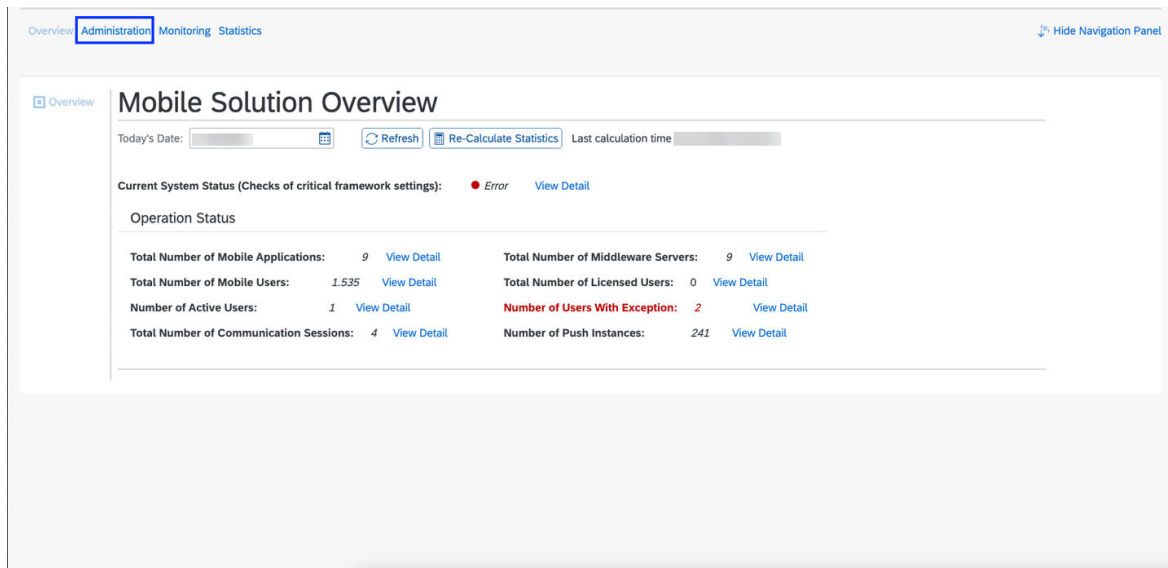 Overview Administration Monitoring Statistics Hide Navigation Panel
Overview
Mobile Solution Overview
Today's Date: Refresh Re-Calculate Statistics Last calculation time
Current System Status (Checks of critical framework settings): Error View Detail
Operation Status
Total Number of Mobile Applications: 9 View Detail Total Number of Middleware Servers: 9 View Detail
Total Number of Mobile Users: 1.535 View Detail Total Number of Licensed Users: 0 View Detail
Number of Active Users: 1 View Detail Number of Users With Exception: 2 View Detail
Total Number of Communication Sessions: 4 View Detail Number of Push Instances: 241 View Detail